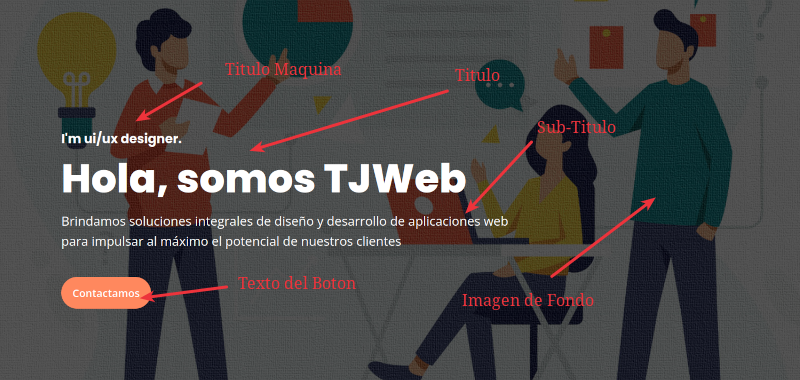 Titulo Maquina
Titulo
Sub-Titulo
I'm ui/ux designer.
Hola, somos TJWeb
Brindamos soluciones integrales de diseño y desarrollo de aplicaciones web
para impulsar al máximo el potencial de nuestros clientes
Contactamos
Texto del Boton
Imagen de Fondo